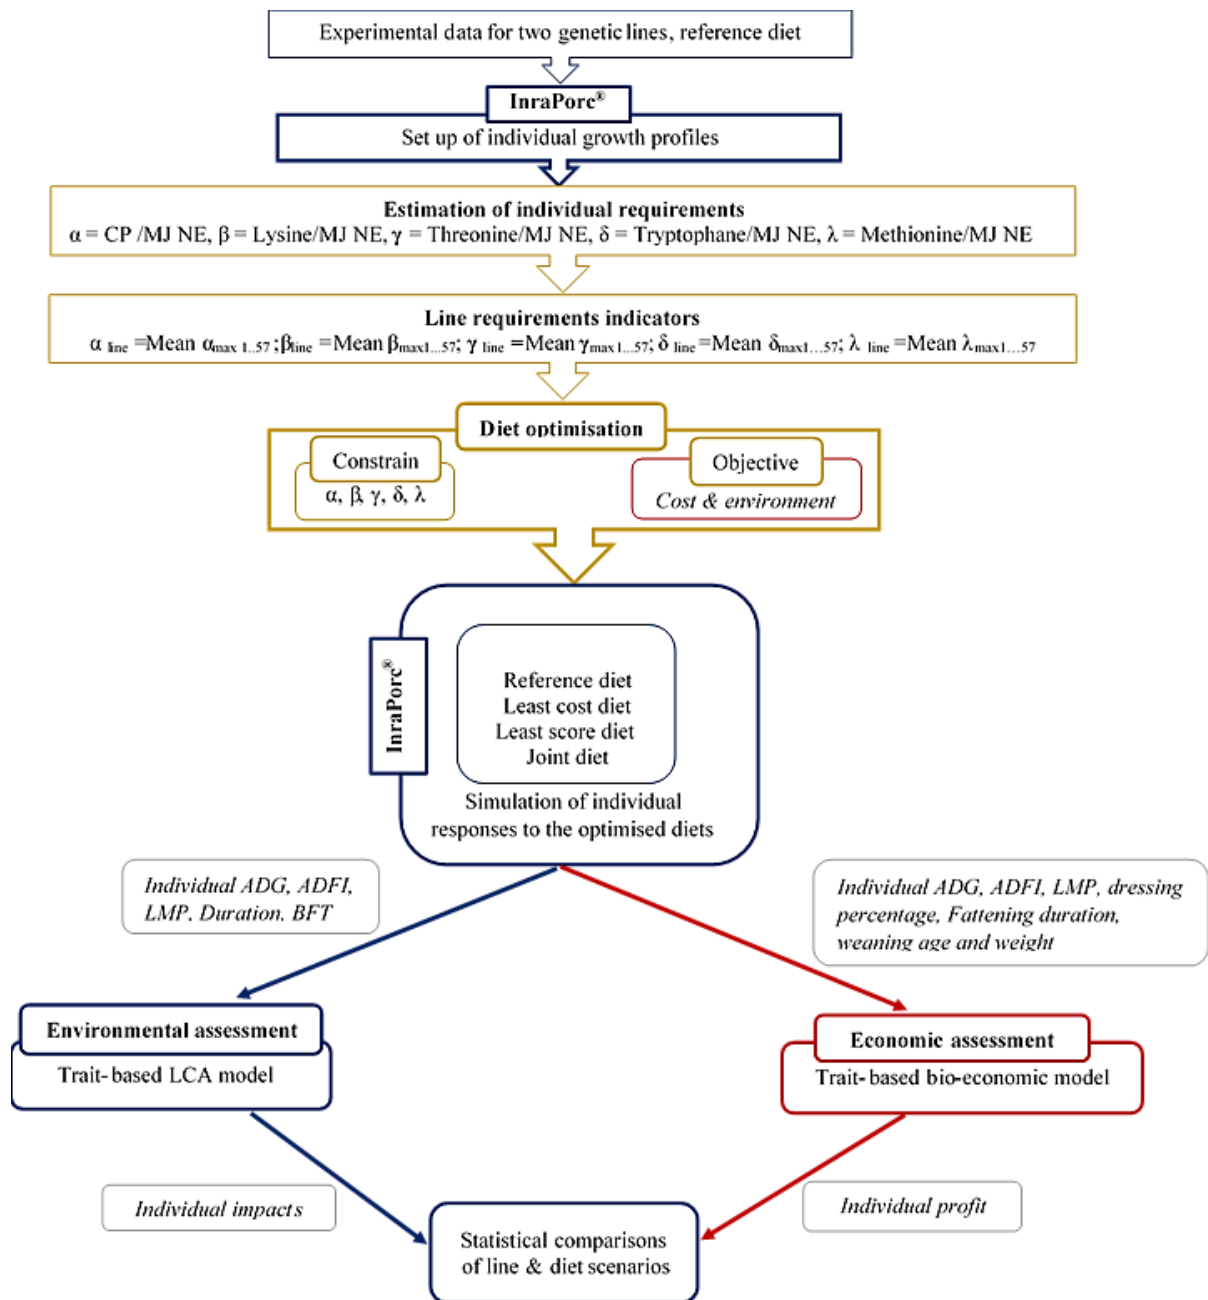 Experimental data for two genetic lines, reference diet
InraPorc®
Set up of individual growth profiles
Estimation of individual requirements
α = CP /MJ NE, β = Lysine/MJ NE, γ = Threonine/MJ NE, δ = Tryptophane/MJ NE, λ = Methionine/MJ NE
Line requirements indicators
α line =Mean α max 1..57 ;βline =Mean βmax1...57; γ line =Mean γmax1...57; δ line =Mean δmax1...57; λ line =Mean λmax1...57
Diet optimisation
Constrain
α, β, γ, δ, λ
Objective
Cost & environment
InraPorc®
Reference diet
Least cost diet
Least score diet
Joint diet
Simulation of individual
responses to the optimised diets
Individual ADG, ADFI,
LMP, Duration, BFT
Individual ADG, ADFI, LMP, dressing
percentage, Fattening duration,
weaning age and weight
Environmental assessment
Trait-based LCA model
Economic assessment
Trait-based bio-economic model
Individual impacts
Individual profit
Statistical comparisons
of line & diet scenarios